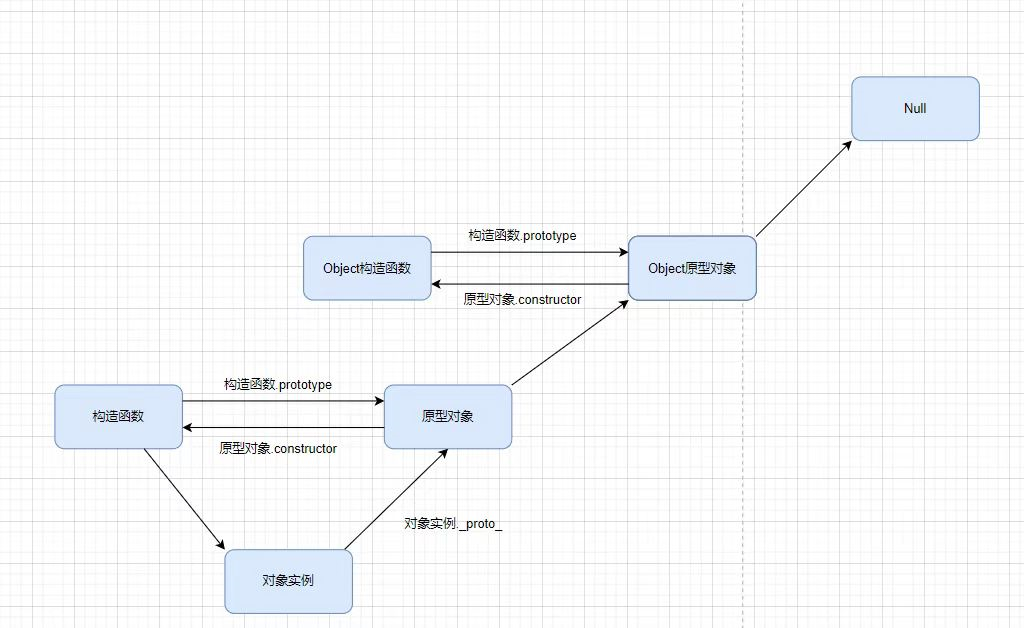 Null
构造函数.prototype
Object构造函数
Object原型对象
原型对象.constructor
构造函数.prototype
构造函数
原型对象
原型对象.constructor
对象实例._proto_
对象实例